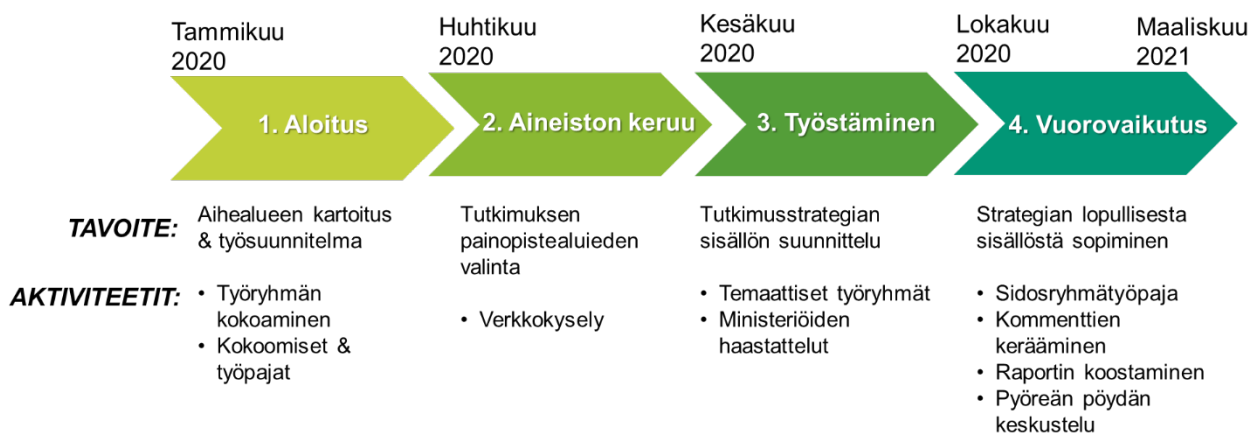 Tammikuu
2020
Huhtikuu
2020
Kesäkuu
2020
Lokakuu
2020
Maaliskuu
2021
1. Aloitus
2. Aineiston keruu
3. Työstäminen
4. Vuorovaikutus
TAVOITE:
Aihealueen kartoitus
& työsuunnitelma
Tutkimuksen
painopistealuieden
valinta
Tutkimusstrategian
sisällön suunnittelu
Strategian lopullisesta
sisällöstä sopiminen
AKTIVITEETIT:
• Työryhmän
kokoaminen
• Kokoomiset &
työpajat
• Verkkokysely
• Temaattiset työryhmät
• Ministeriöiden
haastattelut
• Sidosryhmätyöpaja
• Kommenttien
kerääminen
• Raportin koostaminen
• Pyöreän pöydän
keskustelu